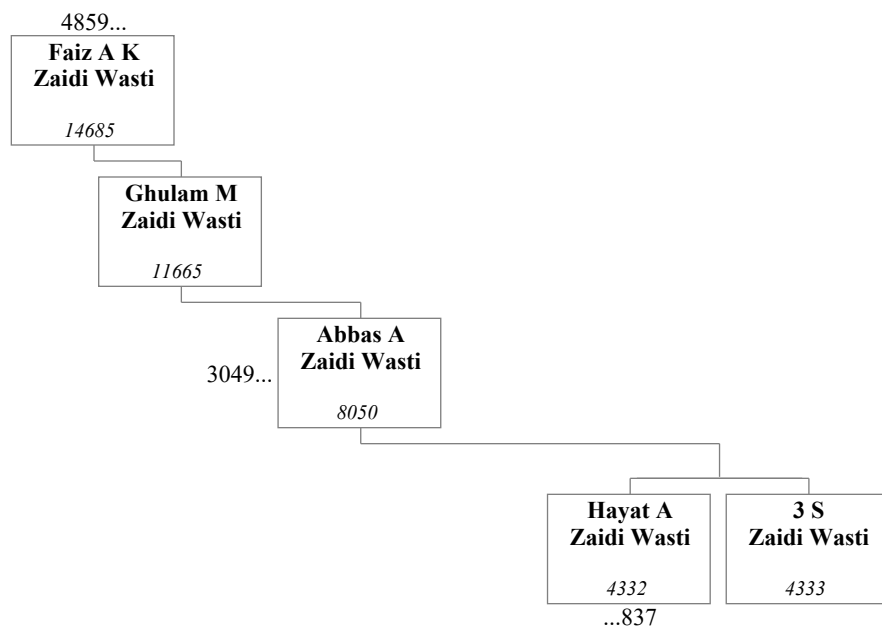 4859...
Faiz A K
Zaidi Wasti
14685
Ghulam M
Zaidi Wasti
11665
Abbas A
Zaidi Wasti
3049...
8050
Hayat A
Zaidi Wasti
4332
...837
3 S
Zaidi Wasti
4333